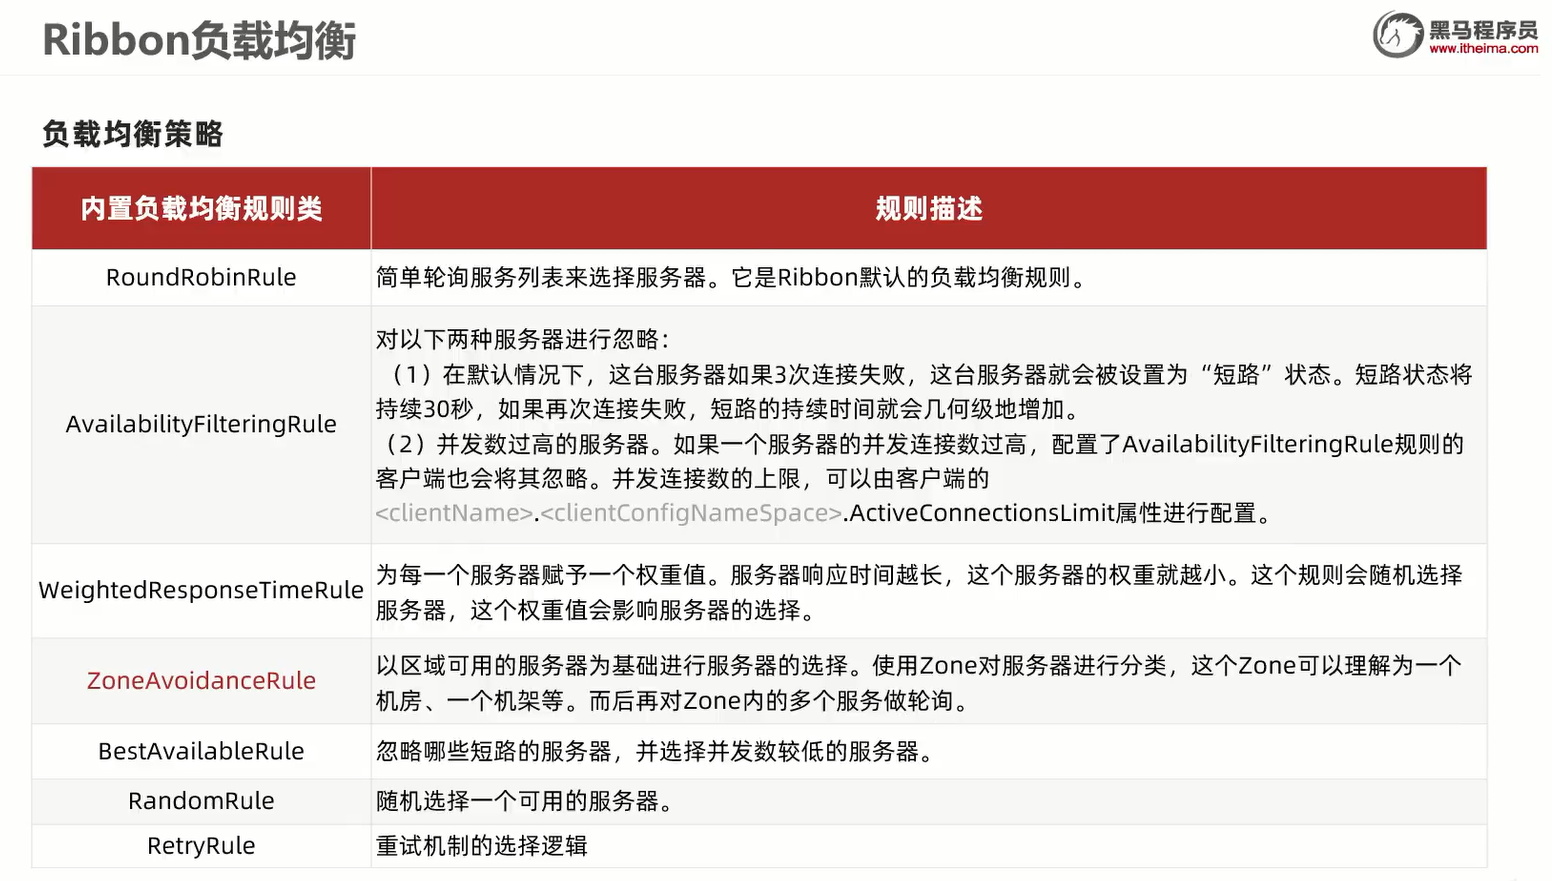 Ribbon负载均衡
黑马程序员
www.itheima.com
负载均衡策略
内置负载均衡规则类
规则描述
RoundRobinRule
简单轮询服务列表来选择服务器。它是Ribbon默认的负载均衡规则。
AvailabilityFilteringRule
对以下两种服务器进行忽略：
（1）在默认情况下，这台服务器如果3次连接失败，这台服务器就会被设置为“短路”状态。短路状态将
持续30秒，如果再次连接失败，短路的持续时间就会几何级地增加。
（2）并发数过高的服务器。如果一个服务器的并发连接数过高，配置了AvailabilityFilteringRule规则的
客户端也会将其忽略。并发连接数的上限，可以由客户端的
<clientName>.<clientConfigNameSpace>.ActiveConnectionsLimit属性进行配置。
WeightedResponseTimeRule
为每一个服务器赋予一个权重值。服务器响应时间越长，这个服务器的权重就越小。这个规则会随机选择
服务器，这个权重值会影响服务器的选择。
ZoneAvoidanceRule
以区域可用的服务器为基础进行服务器的选择。使用Zone对服务器进行分类，这个Zone可以理解为一个
机房、一个机架等。而后再对Zone内的多个服务做轮询。
BestAvailableRule
忽略哪些短路的服务器，并选择并发数较低的服务器。
RandomRule
随机选择一个可用的服务器。
RetryRule
重试机制的选择逻辑